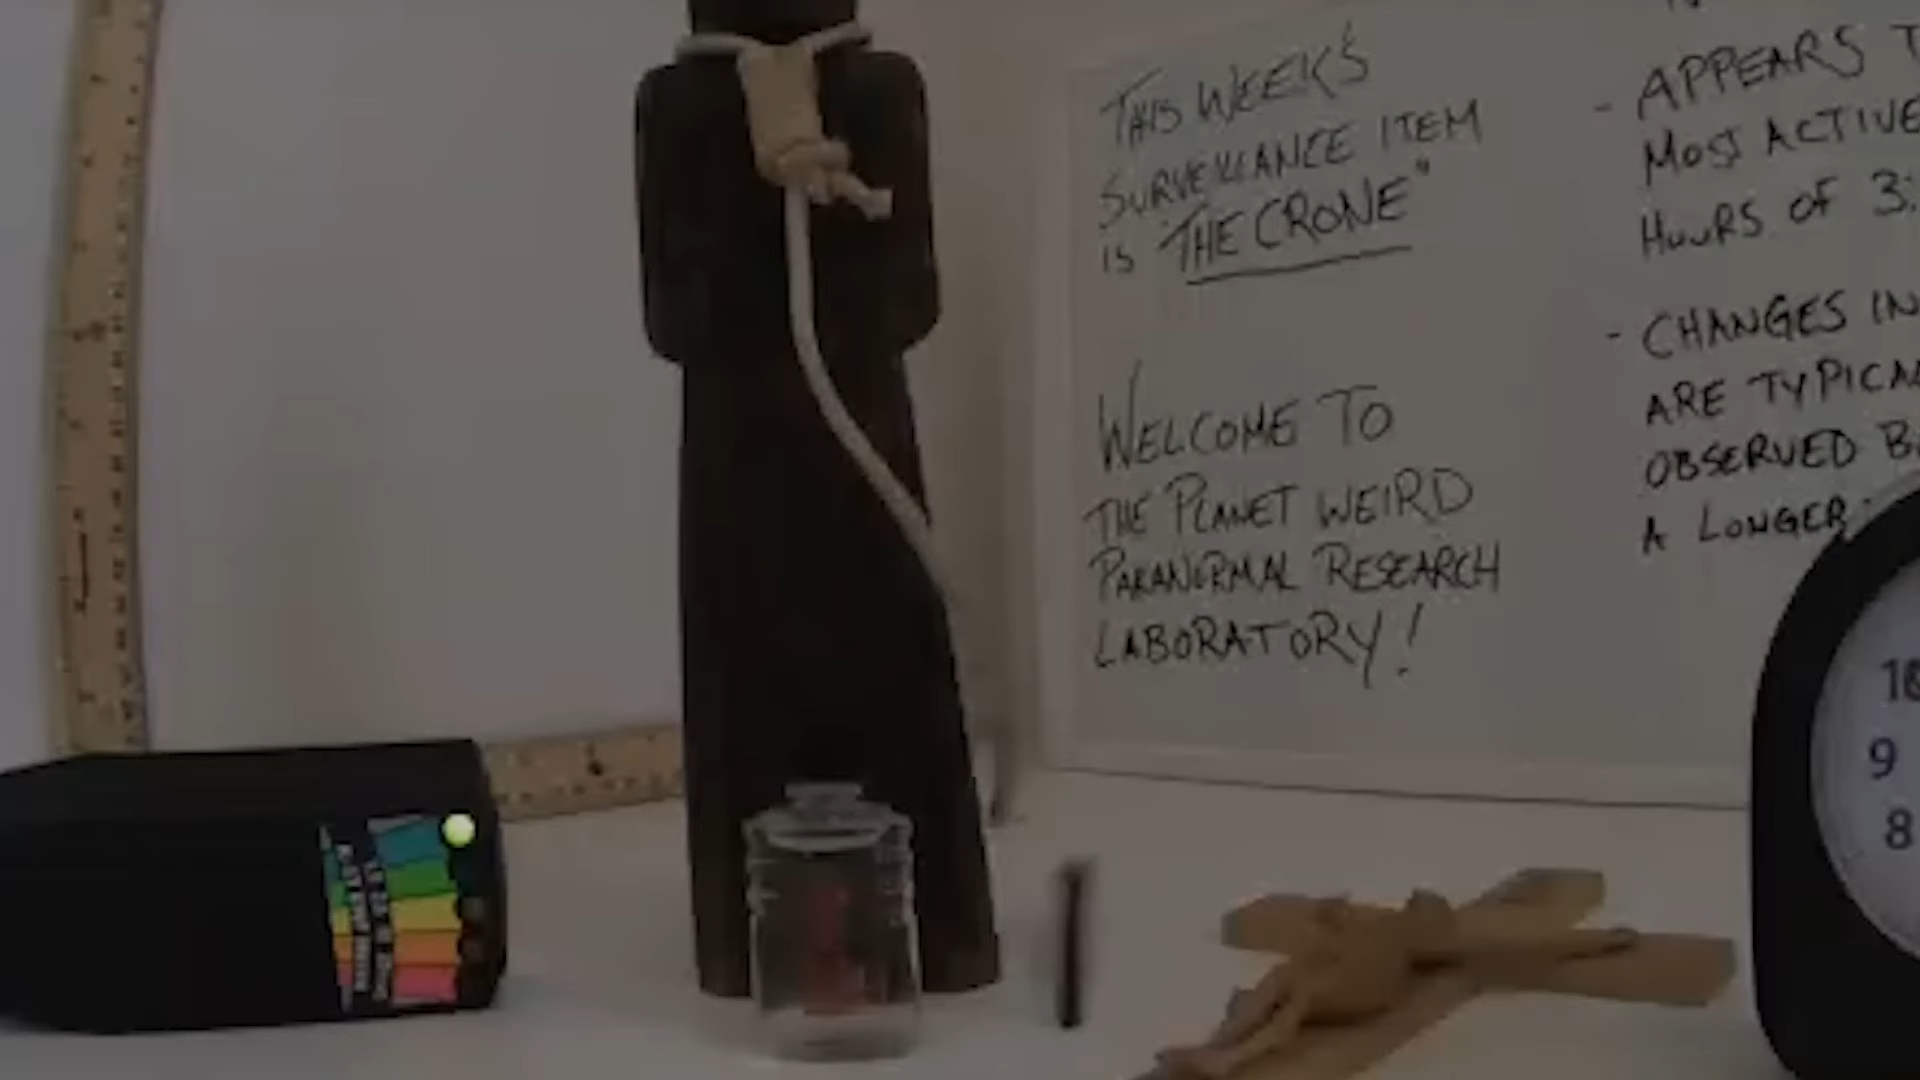 THIS WEEK'S
SURVEILLANCE ITEM
IS "THE CRONE"
WELCOME TO
THE PLANET WEIRD
PARANORMAL RESEARCH
LABORATORY!
- APPEARS T
MOST ACTIVE
HOURS OF 3:
- CHANGES IN
ARE TYPICA
OBSERVED B
A LONGER
10
9
8